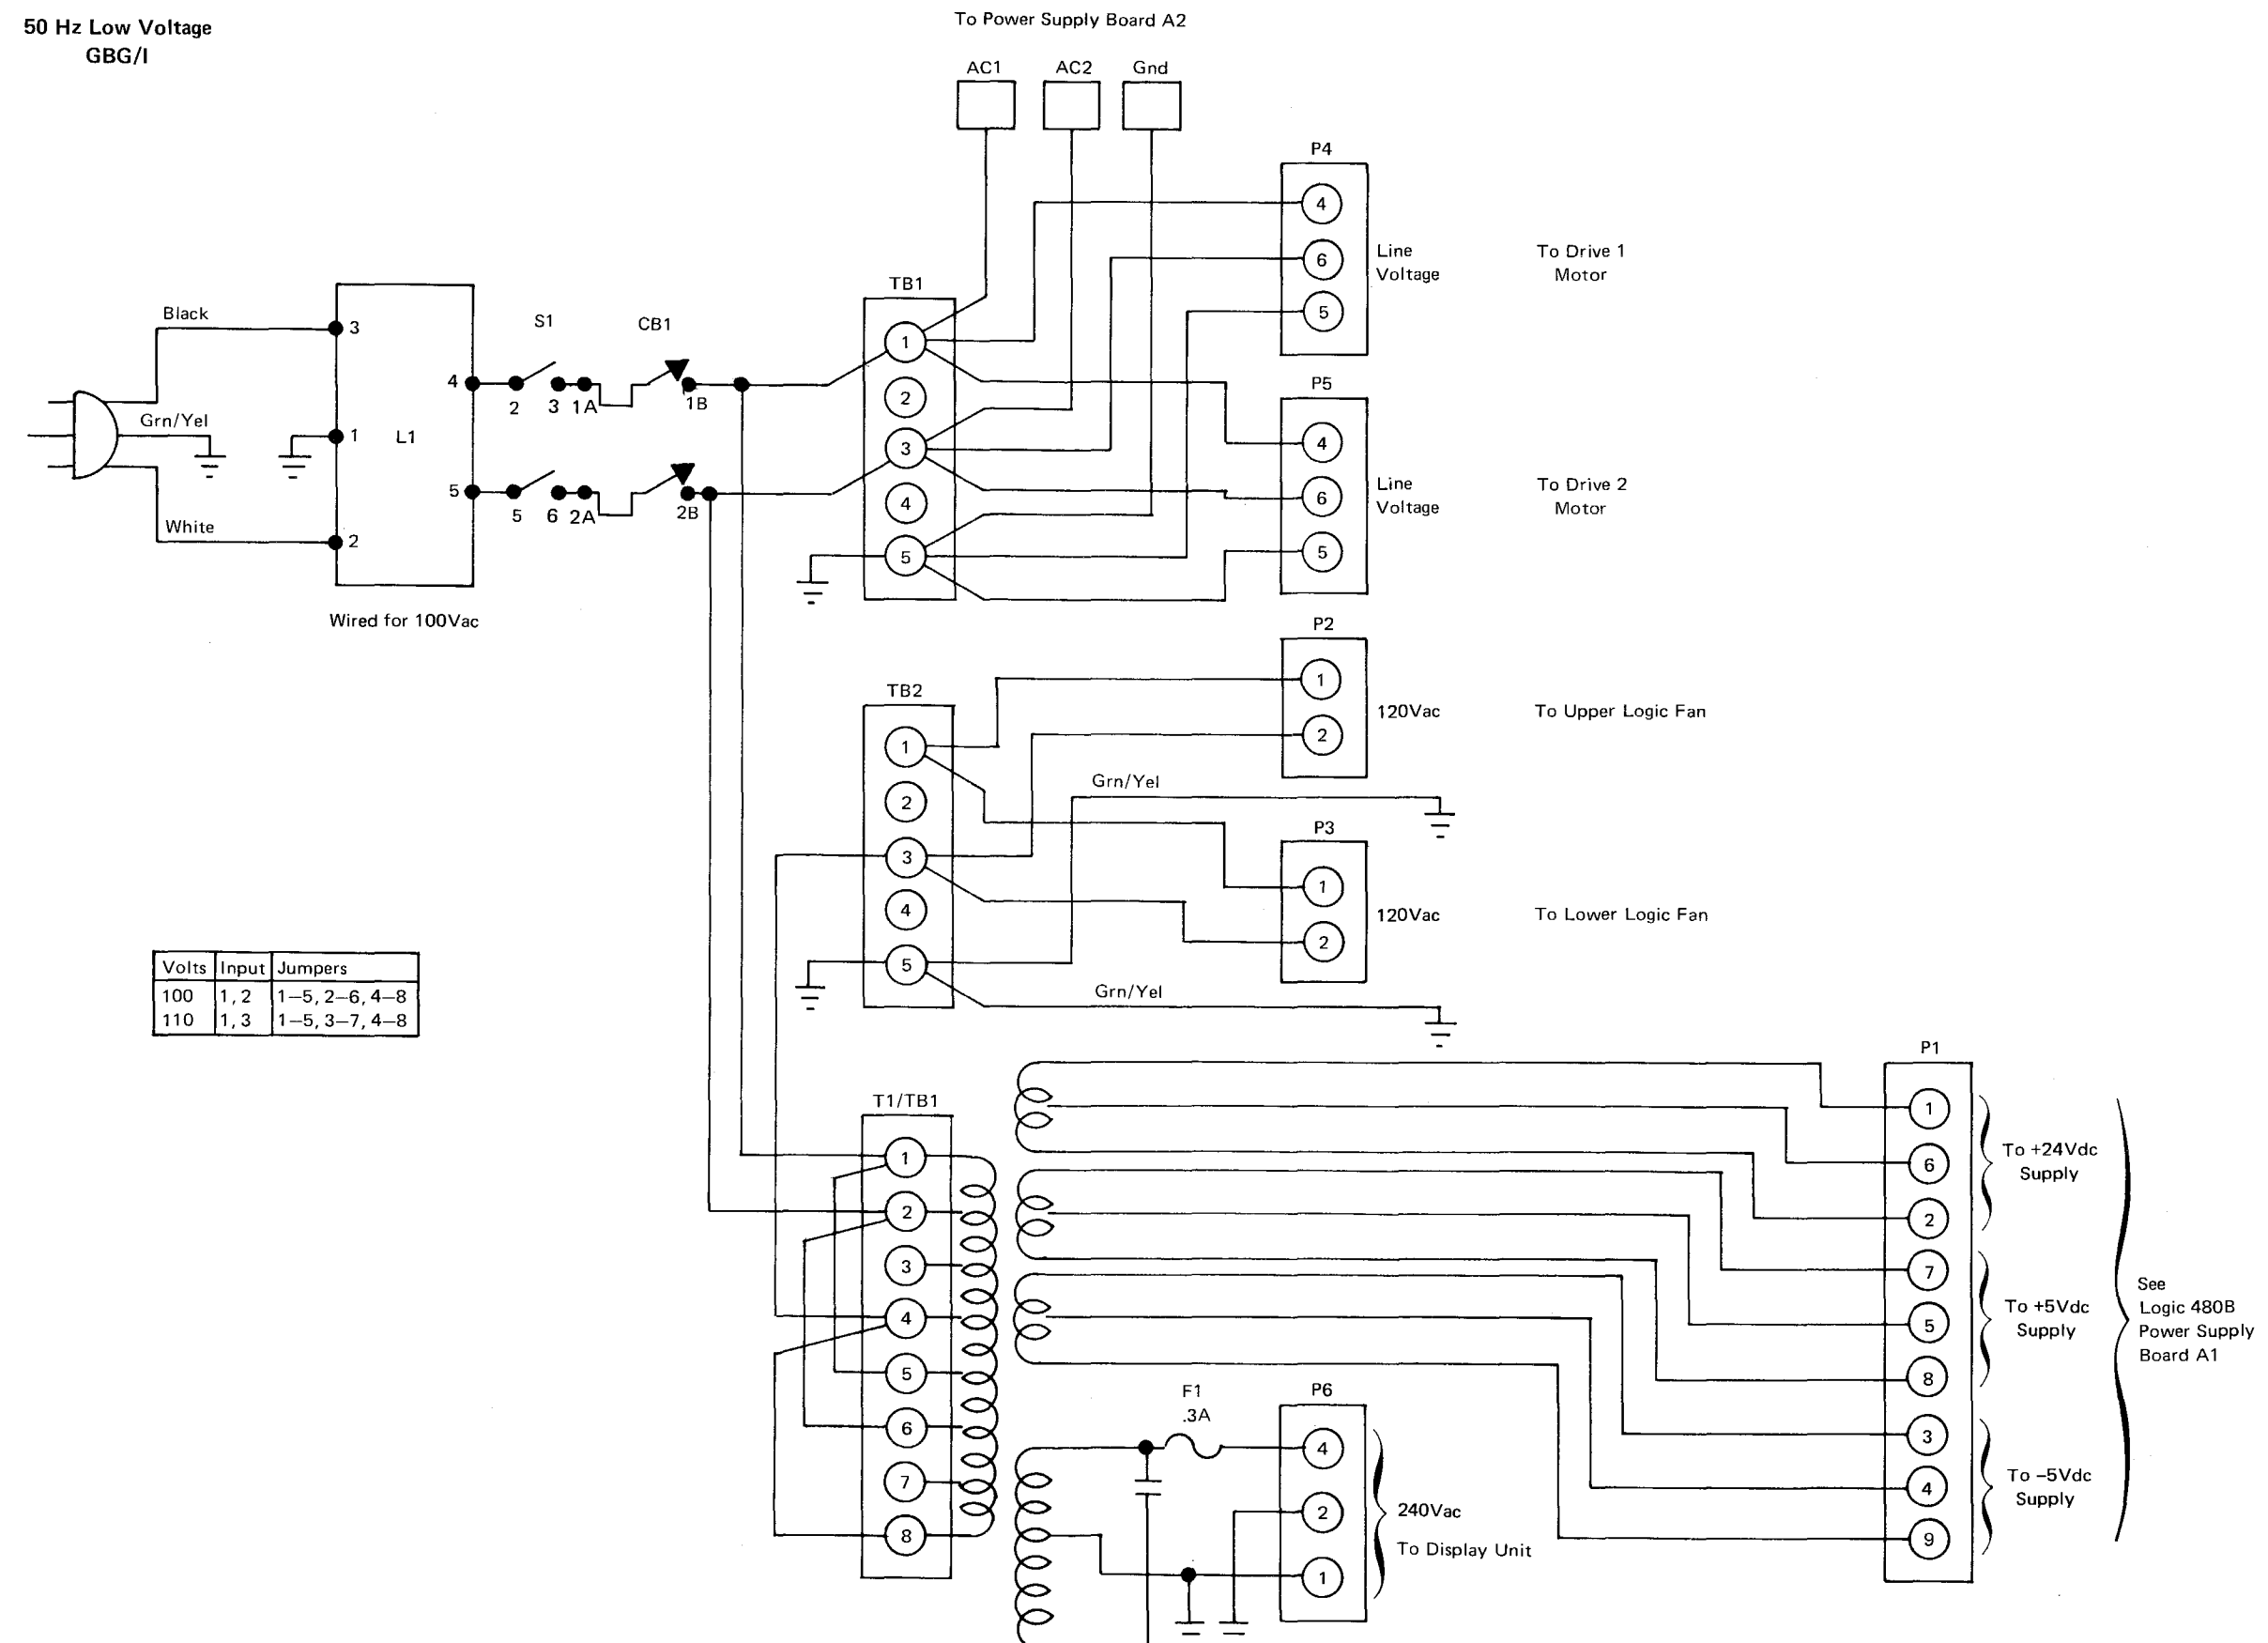 50 Hz Low Voltage
GBG/I
To Power Supply Board A2
AC1
AC2
Gnd
P4
4
6
5
Line
Voltage
To Drive 1
Motor
P5
4
6
5
Line
Voltage
To Drive 2
Motor
Black
Grn/Yel
White
3
1
2
L1
4
5
Wired for 100Vac
S1
CB1
2
3
1A
1B
5
6
2A
2B
TB1
1
2
3
4
5
P2
1
2
120Vac
To Upper Logic Fan
TB2
1
2
3
4
5
Grn/Yel
P3
1
2
120Vac
To Lower Logic Fan
Grn/Yel
Volts Input Jumpers
100 1, 2 1–5, 2–6, 4–8
110 1, 3 1–5, 3–7, 4–8
T1/TB1
1
2
3
4
5
6
7
8
F1
.3A
P6
4
2
1
240Vac
To Display Unit
P1
1
6
2
7
5
8
3
4
9
To +24Vdc
Supply
To +5Vdc
Supply
To –5Vdc
Supply
See
Logic 480B
Power Supply
Board A1